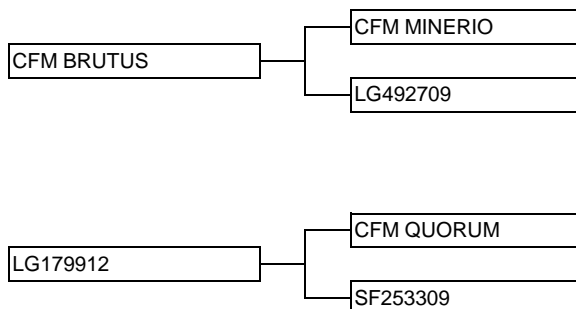 CFM MINERIO
CFM BRUTUS
LG492709
CFM QUORUM
LG179912
SF253309